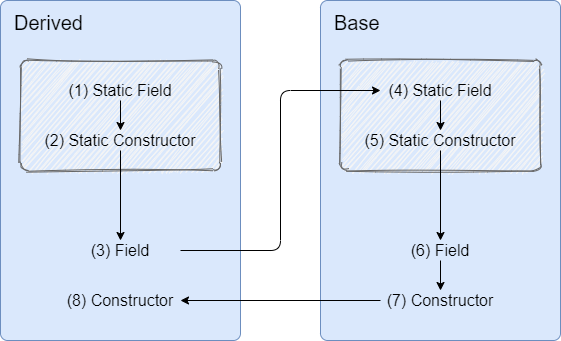 Derived
(1) Static Field
(2) Static Constructor
(3) Field
(8) Constructor
Base
(4) Static Field
(5) Static Constructor
(6) Field
(7) Constructor